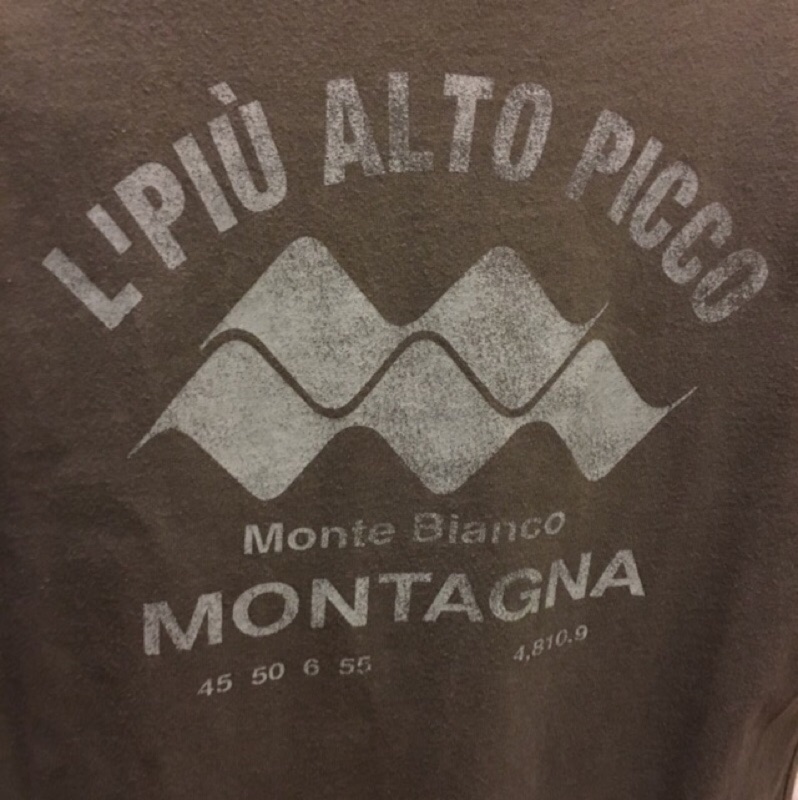 L'PIÙ ALTO PICCO
Monte Bianco
MONTAGNA
45 50 6 55 4,810.9